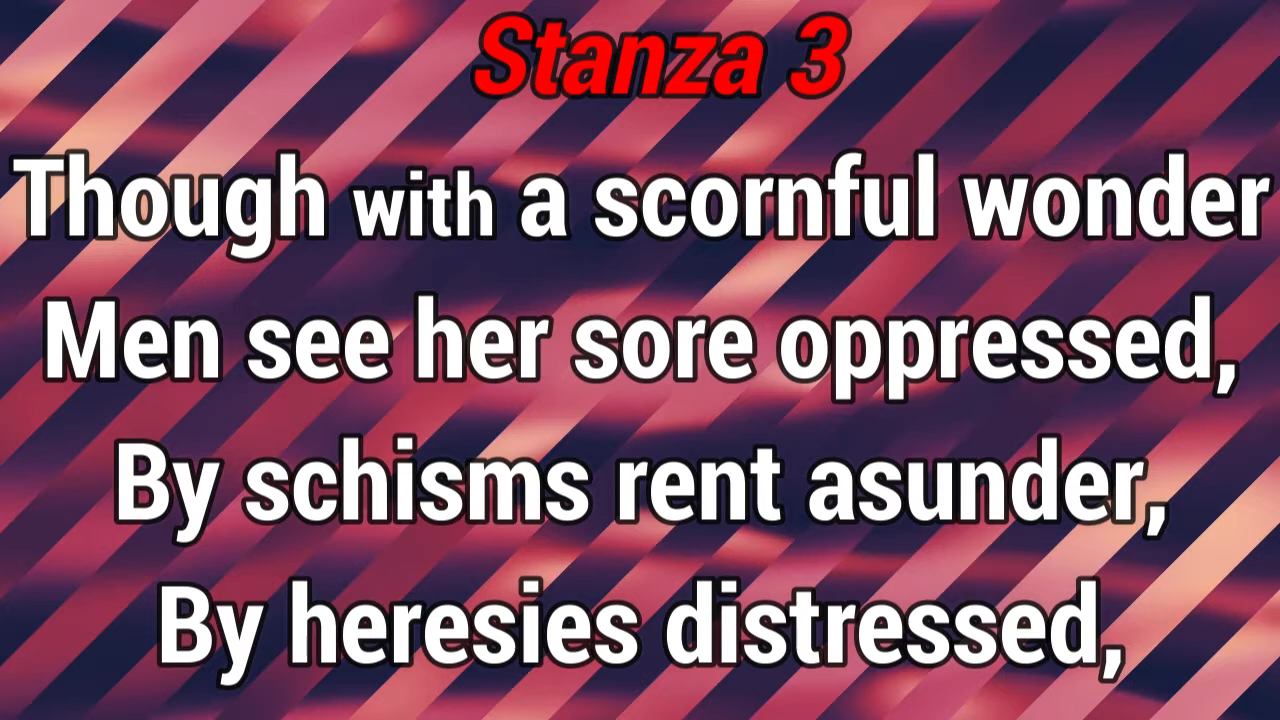 Stanza 3
Though with a scornful wonder
Men see her sore oppressed,
By schisms rent asunder,
By heresies distressed,